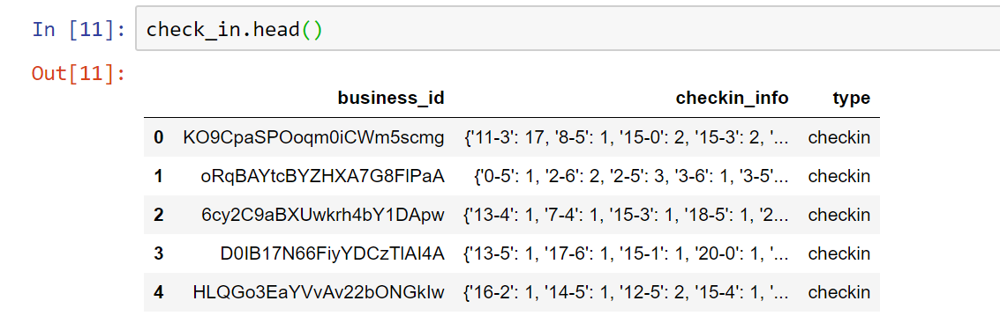 In [11]: check_in.head()
Out[11]:
business_id checkin_info type
0 KO9CpaSPOoqm0iCWm5scmg {'11-3': 17, '8-5': 1, '15-0': 2, '15-3': 2, '...  checkin
1 oRqBAYtcBYZHXA7G8FlPaA {'0-5': 1, '2-6': 2, '2-5': 3, '3-6': 1, '3-5'... checkin
2 6cy2C9aBXUwkrh4bY1DApw {'13-4': 1, '7-4': 1, '15-3': 1, '18-5': 1, '2... checkin
3 D0IB17N66FiyYDCzTlAI4A {'13-5': 1, '17-6': 1, '15-1': 1, '20-0': 1, '... checkin
4 HLQGo3EaYVvAv22bONGkIw {'16-2': 1, '14-5': 1, '12-5': 2, '15-4': 1, '... checkin